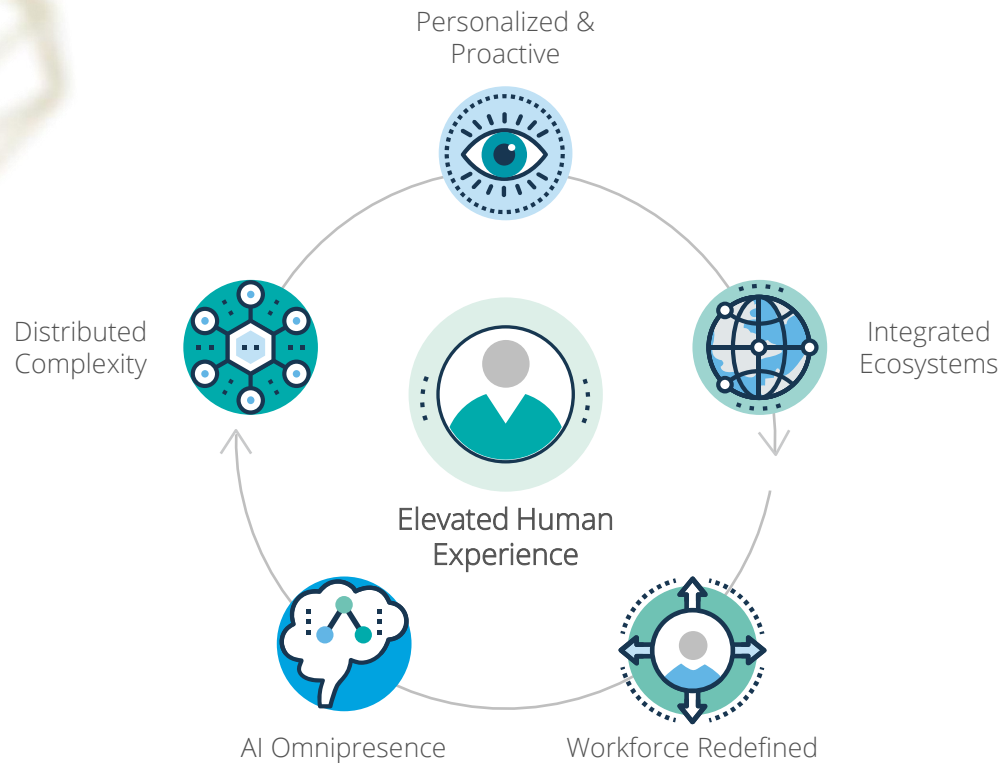 Personalized &
Proactive
Distributed
Complexity
Integrated
Ecosystems
Elevated Human
Experience
AI Omnipresence
Workforce Redefined